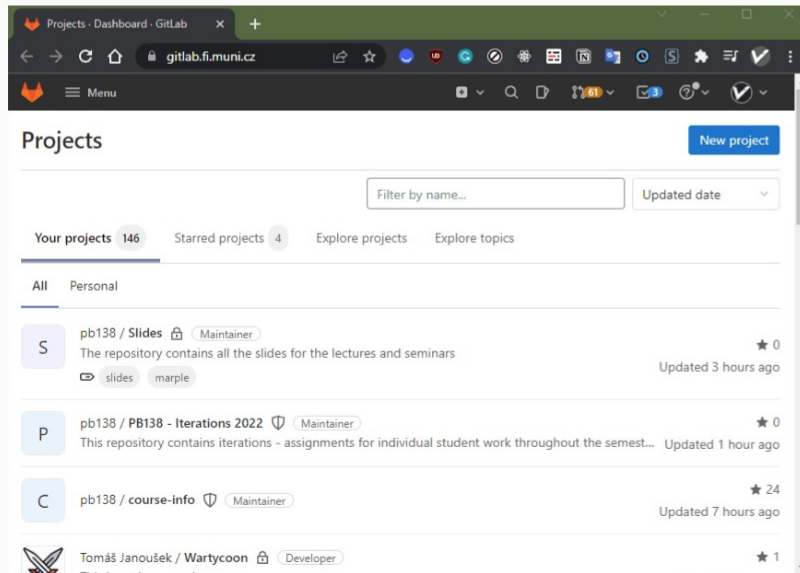 Projects · Dashboard · GitLab
gitlab.fi.muni.cz
Menu
61
3
Projects
New project
Filter by name...
Updated date
Your projects 146 Starred projects 4 Explore projects Explore topics
All Personal
S
pb138 / Slides Maintainer
★ 0
The repository contains all the slides for the lectures and seminars
Updated 3 hours ago
slides marple
P
pb138 / PB138 - Iterations 2022 Maintainer
★ 0
This repository contains iterations - assignments for individual student work throughout the semest... Updated 1 hour ago
C
pb138 / course-info Maintainer
★ 24
Updated 7 hours ago
Tomáš Janoušek / Wartycoon Developer
★ 1